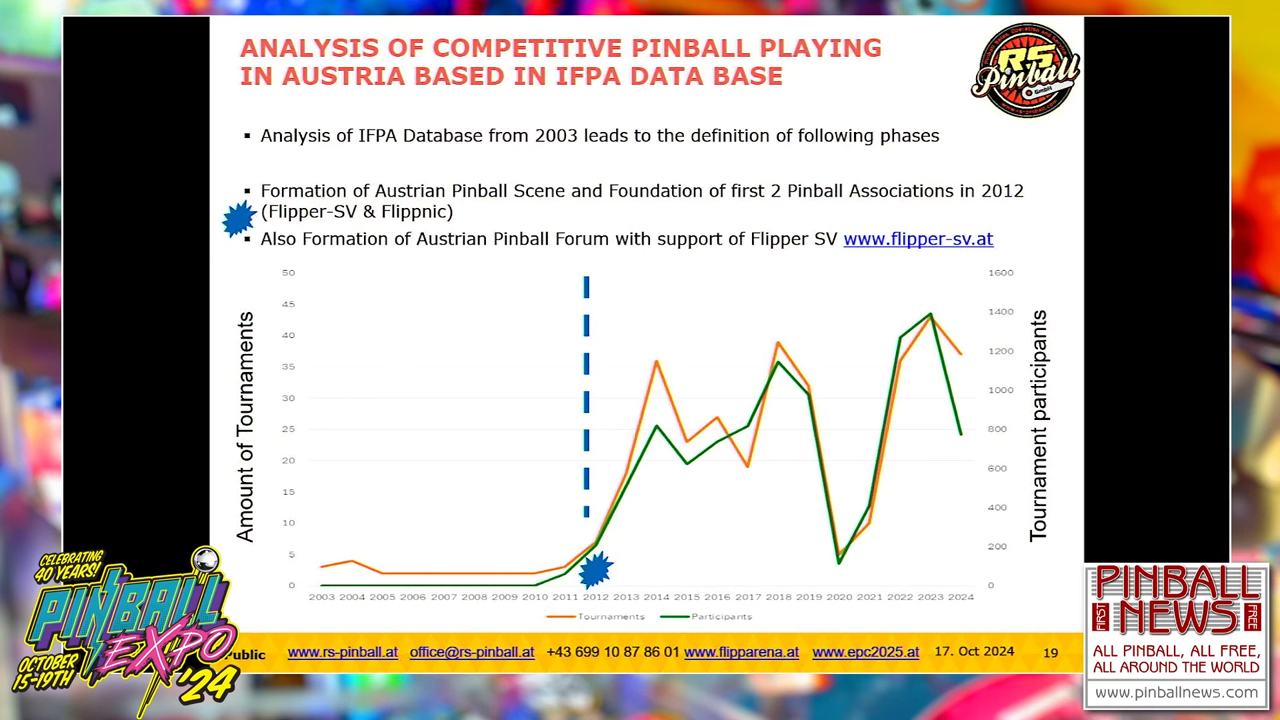 ANALYSIS OF COMPETITIVE PINBALL PLAYING
IN AUSTRIA BASED IN IFPA DATA BASE
RS
Pinball
GmbH
▪ Analysis of IFPA Database from 2003 leads to the definition of following phases
▪ Formation of Austrian Pinball Scene and Foundation of first 2 Pinball Associations in 2012
(Flipper-SV & Flippnic)
▪ Also Formation of Austrian Pinball Forum with support of Flipper SV www.flipper-sv.at
Amount of Tournaments
50
45
40
35
30
25
20
15
10
5
0
1600
1400
1200
1000
800
600
400
200
0
Tournament participants
2003 2004 2005 2006 2007 2008 2009 2010 2011 2012 2013 2014 2015 2016 2017 2018 2019 2020 2021 2022 2023 2024
Tournaments Participants
ublic www.rs-pinball.at office@rs-pinball.at +43 699 10 87 86 01 www.flipparena.at www.epc2025.at 17. Oct 2024 19
CELEBRATING
40 YEARS!
PINBALL
EXPO
OCTOBER
15-19TH
'24
PINBALL
FIRST NEWS FREE
ALL PINBALL, ALL FREE,
ALL AROUND THE WORLD
www.pinballnews.com